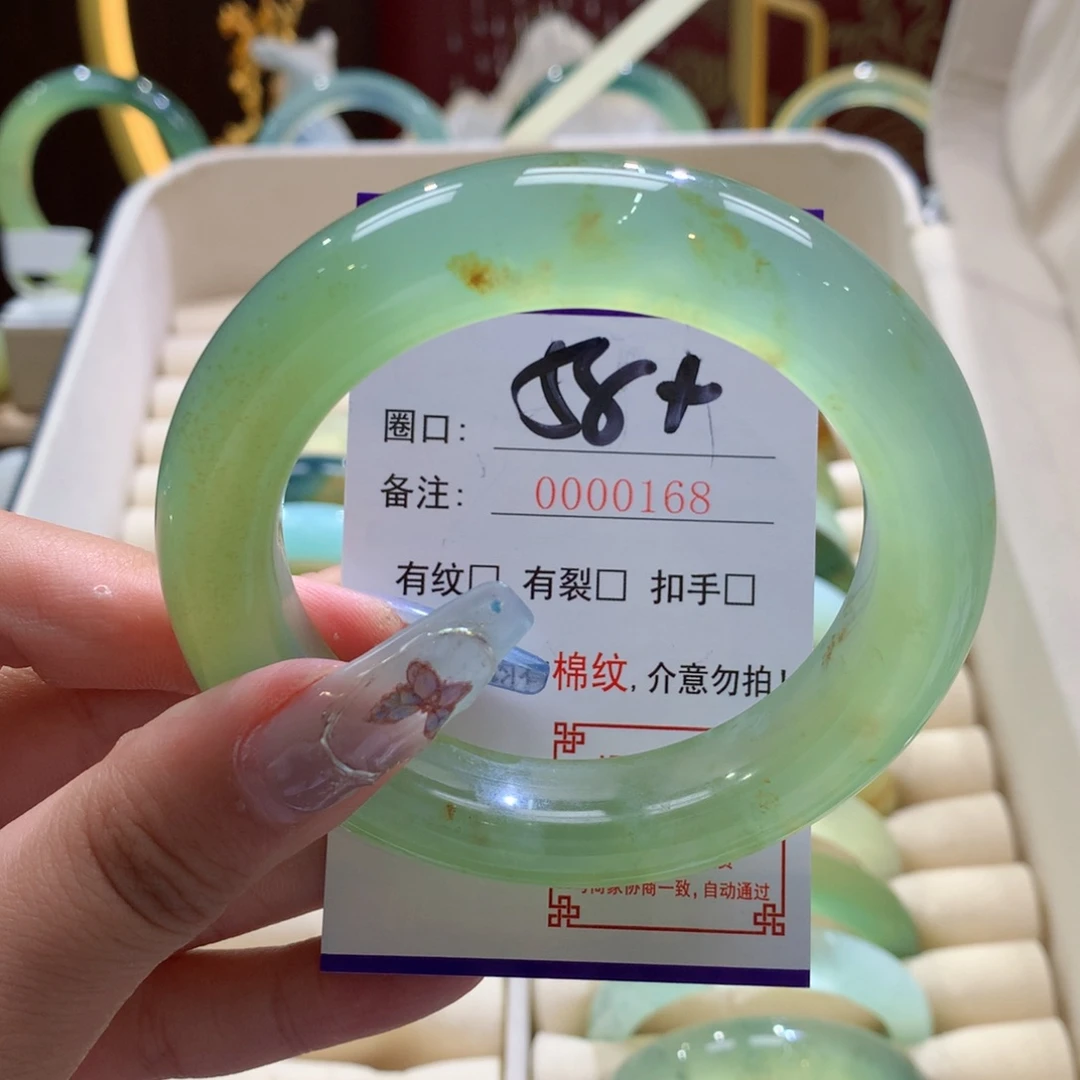 圈口: 58+
备注: 0000168
有纹□ 有裂□ 扣手□
棉纹, 介意勿拍!
商家协商一致, 自动通过